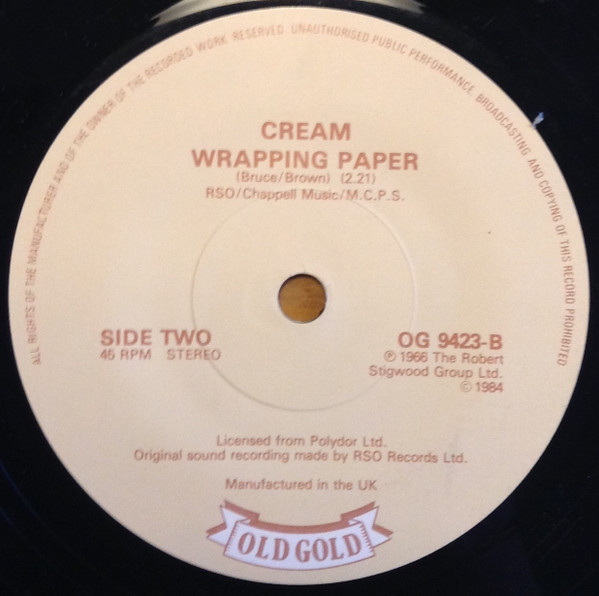 ALL RIGHTS OF THE MANUFACTURER AND OF THE OWNER OF THE RECORDED WORK RESERVED. UNAUTHORISED PUBLIC PERFORMANCE, BROADCASTING AND COPYING OF THIS RECORD PROHIBITED
CREAM
WRAPPING PAPER
(Bruce/Brown) (2.21)
RSO/Chappell Music/M.C.P.S.
SIDE TWO
45 RPM STEREO
OG 9423-B
℗ 1966 The Robert
Stigwood Group Ltd.
© 1984
Licensed from Polydor Ltd.
Original sound recording made by RSO Records Ltd.
Manufactured in the UK
OLD GOLD